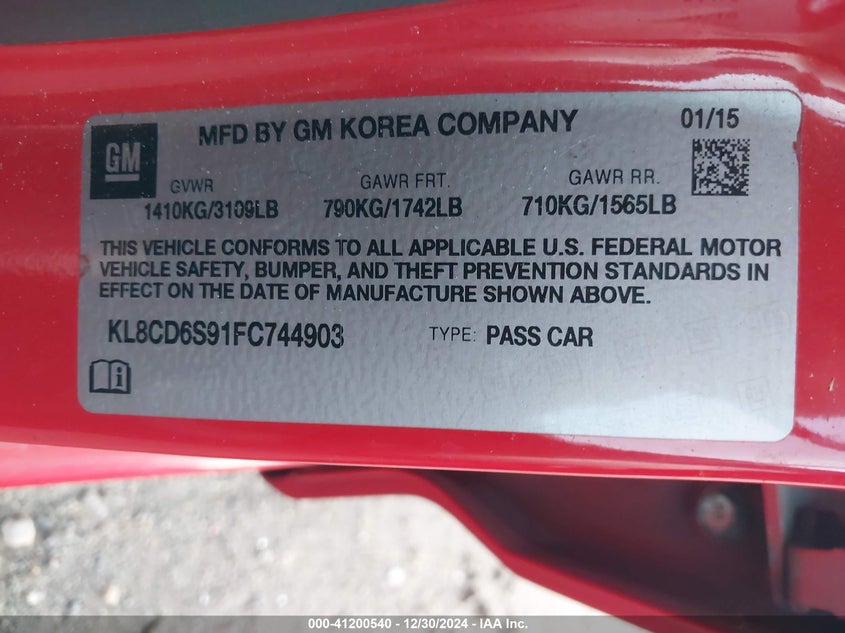 MFD BY GM KOREA COMPANY 01/15
GM
GVWR GAWR FRT. GAWR RR.
1410KG/3109LB 790KG/1742LB 710KG/1565LB
THIS VEHICLE CONFORMS TO ALL APPLICABLE U.S. FEDERAL MOTOR
VEHICLE SAFETY, BUMPER, AND THEFT PREVENTION STANDARDS IN
EFFECT ON THE DATE OF MANUFACTURE SHOWN ABOVE.
KL8CD6S91FC744903 TYPE: PASS CAR
000-41200540 - 12/30/2024 - IAA Inc.